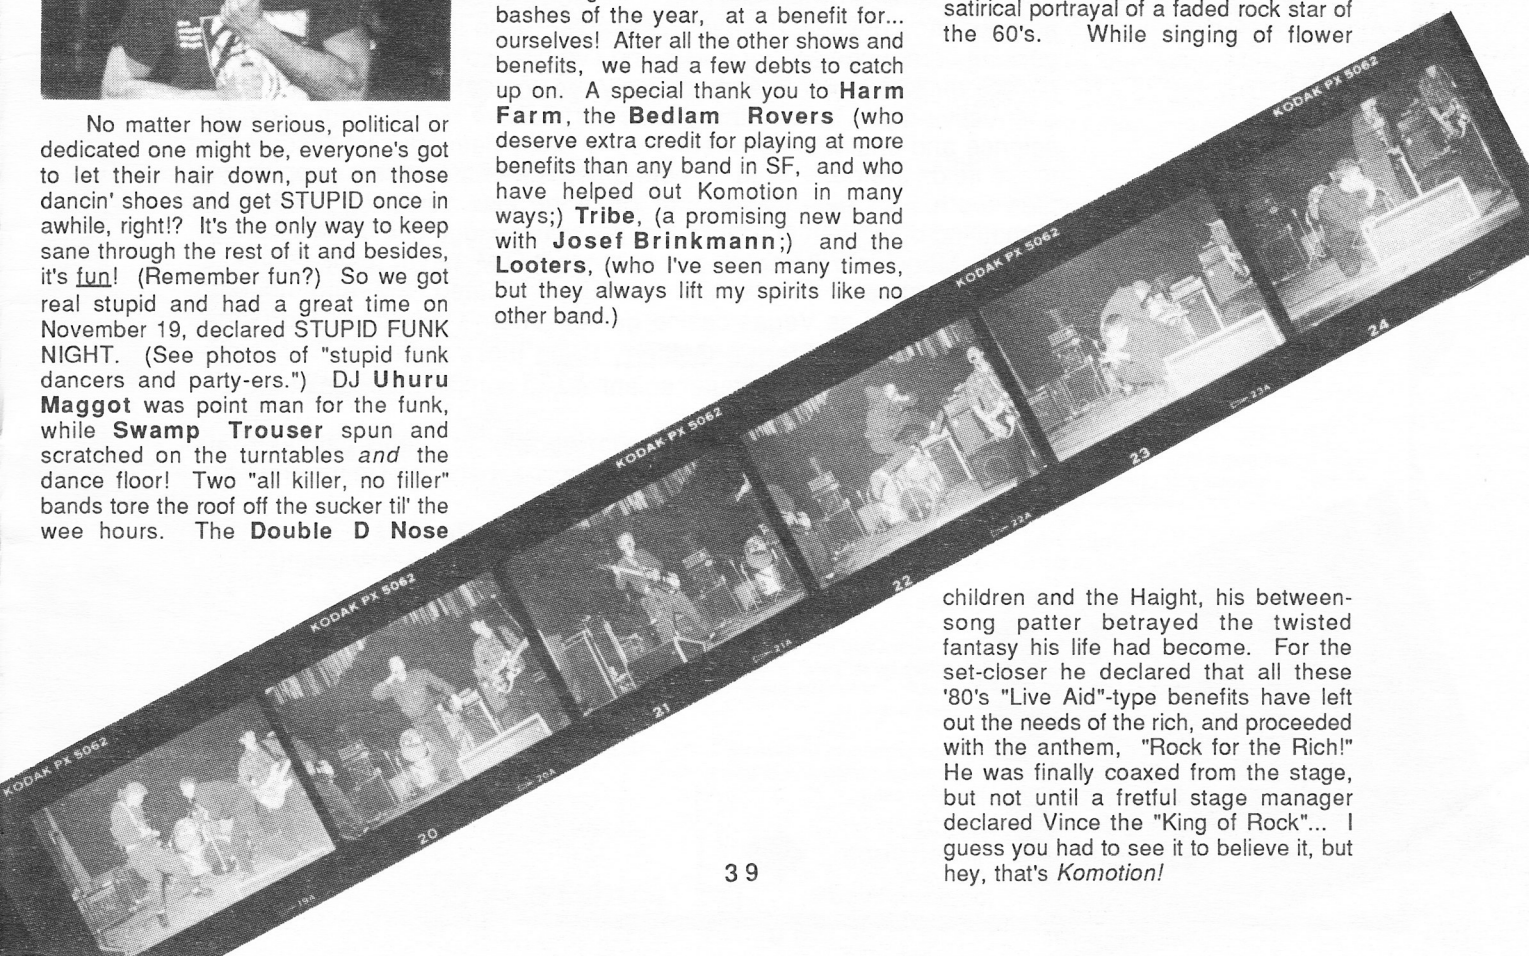 No matter how serious, political or
dedicated one might be, everyone's got
to let their hair down, put on those
dancin' shoes and get STUPID once in
awhile, right!? It's the only way to keep
sane through the rest of it and besides,
it's fun! (Remember fun?) So we got
real stupid and had a great time on
November 19, declared STUPID FUNK
NIGHT. (See photos of "stupid funk
dancers and party-ers.") DJ Uhuru
Maggot was point man for the funk,
while Swamp Trouser spun and
scratched on the turntables and the
dance floor! Two "all killer, no filler"
bands tore the roof off the sucker til' the
wee hours. The Double D Nose
bashes of the year, at a benefit for...
ourselves! After all the other shows and
benefits, we had a few debts to catch
up on. A special thank you to Harm
Farm, the Bedlam Rovers (who
deserve extra credit for playing at more
benefits than any band in SF, and who
have helped out Komotion in many
ways;) Tribe, (a promising new band
with Josef Brinkmann;) and the
Looters, (who I've seen many times,
but they always lift my spirits like no
other band.)
satirical portrayal of a faded rock star of
the 60's. While singing of flower
children and the Haight, his between-
song patter betrayed the twisted
fantasy his life had become. For the
set-closer he declared that all these
'80's "Live Aid"-type benefits have left
out the needs of the rich, and proceeded
with the anthem, "Rock for the Rich!"
He was finally coaxed from the stage,
but not until a fretful stage manager
declared Vince the "King of Rock"... I
guess you had to see it to believe it, but
hey, that's Komotion!
KODAK PX 5062
KODAK PX 5062
KODAK PX 5062
KODAK PX 5062
KODAK PX 5062
19A
20
20A
21
21A
22
22A
23
23A
24
39